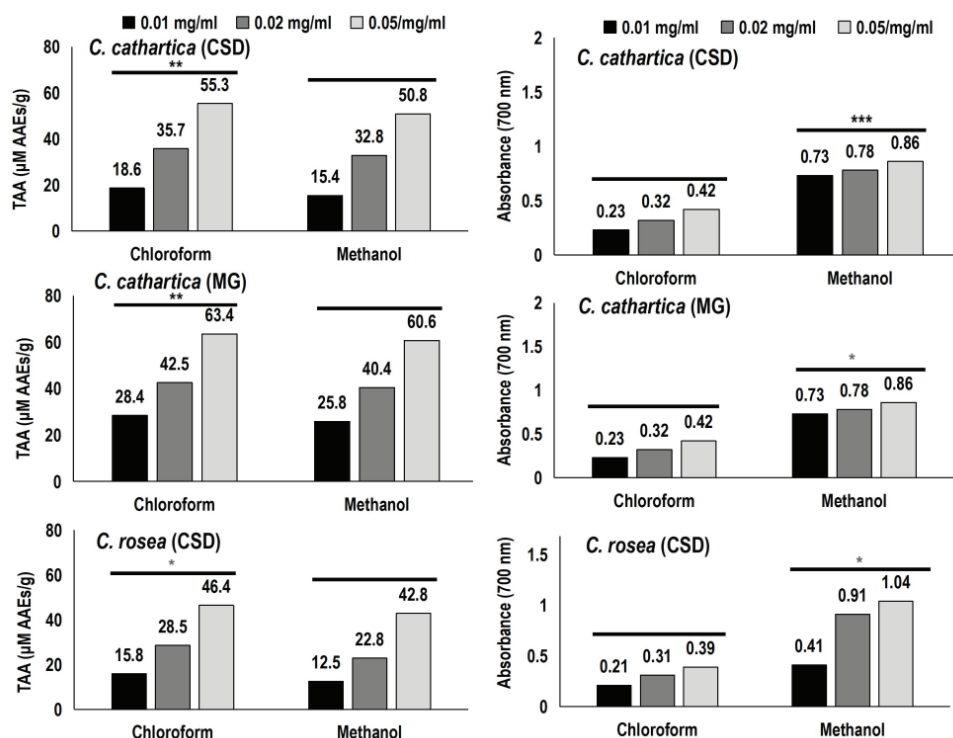 0.01 mg/ml 0.02 mg/ml 0.05/mg/ml
C. cathartica (CSD)
**
TAA (µM AAEs/g)
80
60
40
20
0
18.6 35.7 55.3
15.4 32.8 50.8
Chloroform Methanol
C. cathartica (MG)
**
TAA (µM AAEs/g)
80
60
40
20
0
28.4 42.5 63.4
25.8 40.4 60.6
Chloroform Methanol
C. rosea (CSD)
*
TAA (µM AAEs/g)
80
60
40
20
0
15.8 28.5 46.4
12.5 22.8 42.8
Chloroform Methanol
0.01 mg/ml 0.02 mg/ml 0.05/mg/ml
C. cathartica (CSD)
***
Absorbance (700 nm)
2
1.5
1
0.5
0
0.23 0.32 0.42
0.73 0.78 0.86
Chloroform Methanol
C. cathartica (MG)
*
Absorbance (700 nm)
2
1.5
1
0.5
0
0.23 0.32 0.42
0.73 0.78 0.86
Chloroform Methanol
C. rosea (CSD)
*
Absorbance (700 nm)
1.5
1
0.5
0
0.21 0.31 0.39
0.41 0.91 1.04
Chloroform Methanol